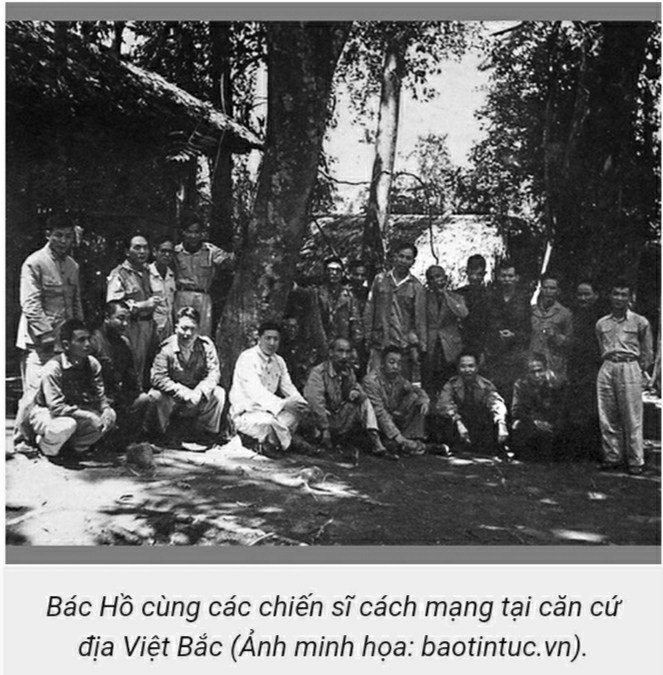 Bác Hồ cùng các chiến sĩ cách mạng tại căn cứ
địa Việt Bắc (Ảnh minh họa: baotintuc.vn).